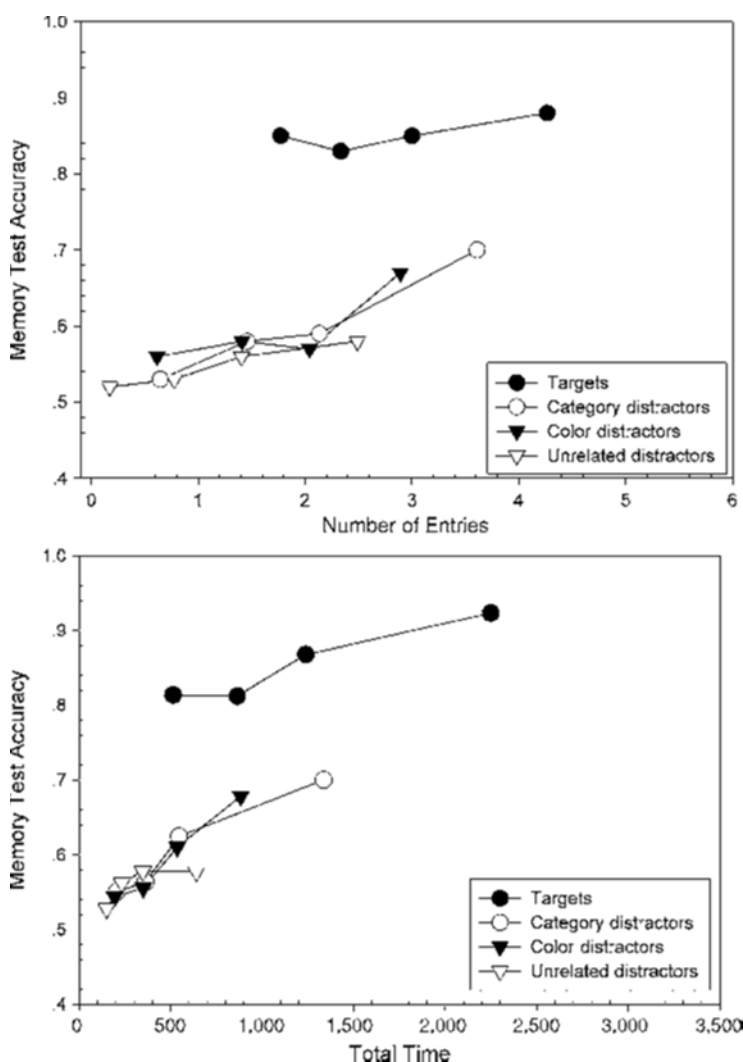 1.0
.9
.8
.7
.6
.5
.4
Memory Test Accuracy
0 1 2 3 4 5 6
Number of Entries
Targets
Category distractors
Color distractors
Unrelated distractors
1.0
.9
.8
.7
.6
.5
.4
Memory Test Accuracy
0 500 1,000 1,500 2,000 2,500 3,000 3,500
Total Time
Targets
Category distractors
Color distractors
Unrelated distractors